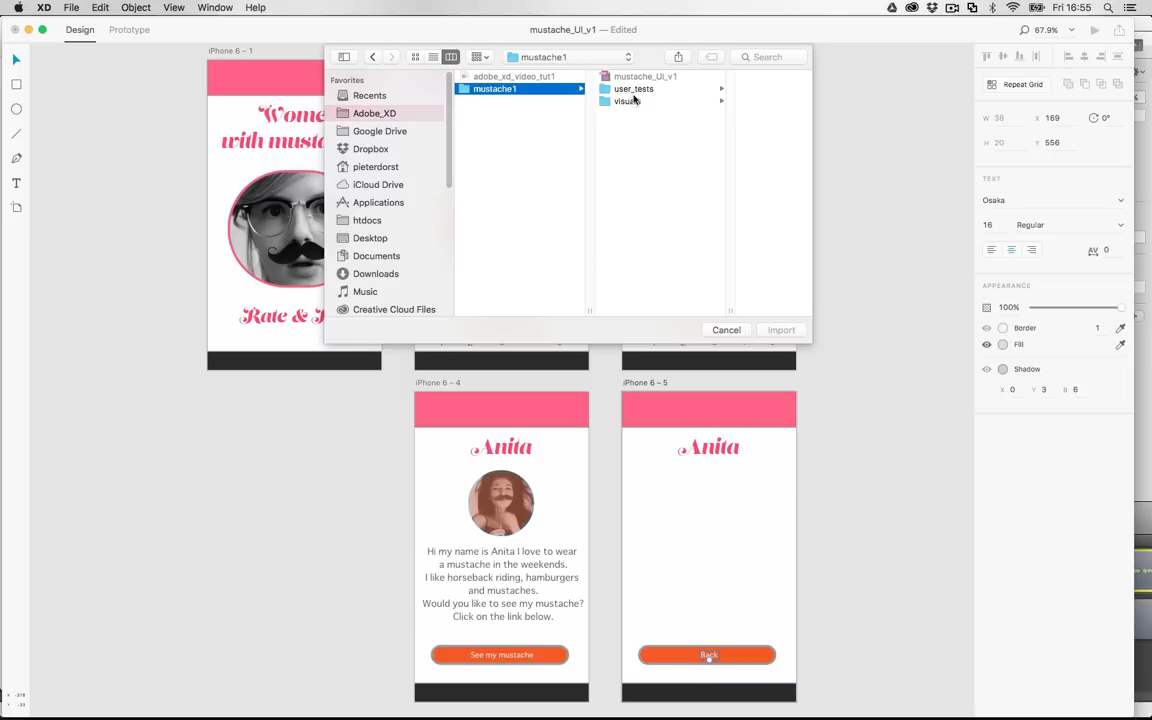 XD File Edit Object View Window Help Fri 16:55
Design Prototype mustache_UI_v1 — Edited 67.9%
iPhone 6 – 1
mustache1 Search
Favorites
Recents
Adobe_XD
Google Drive
Dropbox
pieterdorst
iCloud Drive
Applications
htdocs
Desktop
Documents
Downloads
Music
Creative Cloud Files
adobe_xd_video_tut1
mustache1
mustache_UI_v1
user_tests
Cancel Import
Rate &
iPhone 6 – 4
Anita
Hi my name is Anita I love to wear
a mustache in the weekends.
I like horseback riding, hamburgers
and mustaches.
Would you like to see my mustache?
Click on the link below.
See my mustache
iPhone 6 – 5
Anita
Back
Repeat Grid
W 38 X 169 0°
H 20 Y 556
TEXT
Osaka
16 Regular
AV 0
APPEARANCE
100%
Border 1
Fill
Shadow
X 0 Y 3 B 6